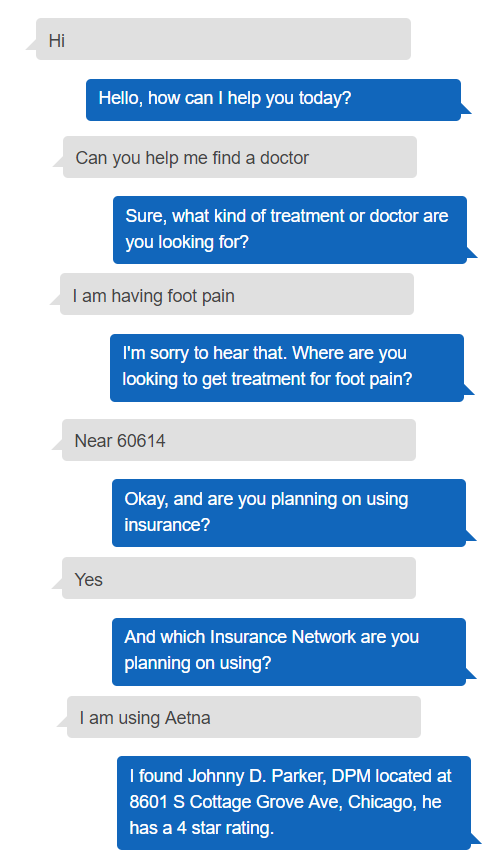 Hi
Hello, how can I help you today?
Can you help me find a doctor
Sure, what kind of treatment or doctor are
you looking for?
I am having foot pain
I'm sorry to hear that. Where are you
looking to get treatment for foot pain?
Near 60614
Okay, and are you planning on using
insurance?
Yes
And which Insurance Network are you
planning on using?
I am using Aetna
I found Johnny D. Parker, DPM located at
8601 S Cottage Grove Ave, Chicago, he
has a 4 star rating.